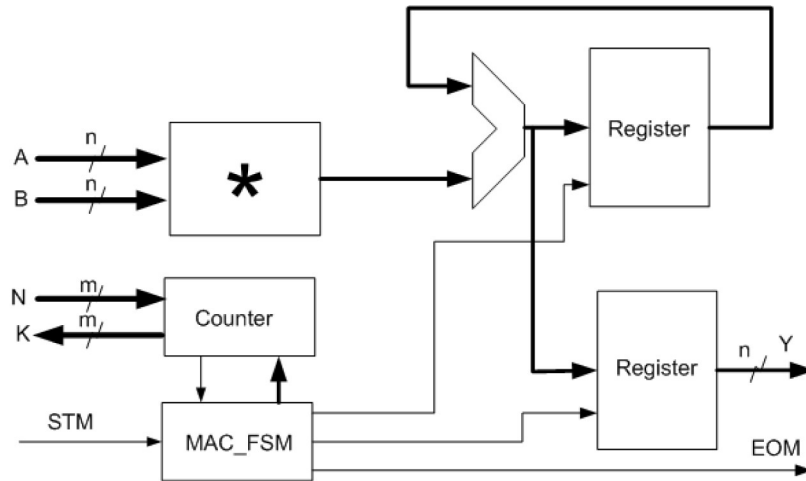 n
A
n
B
*
Register
m
N
m
K
Counter
Register
n
Y
STM
MAC_FSM
EOM